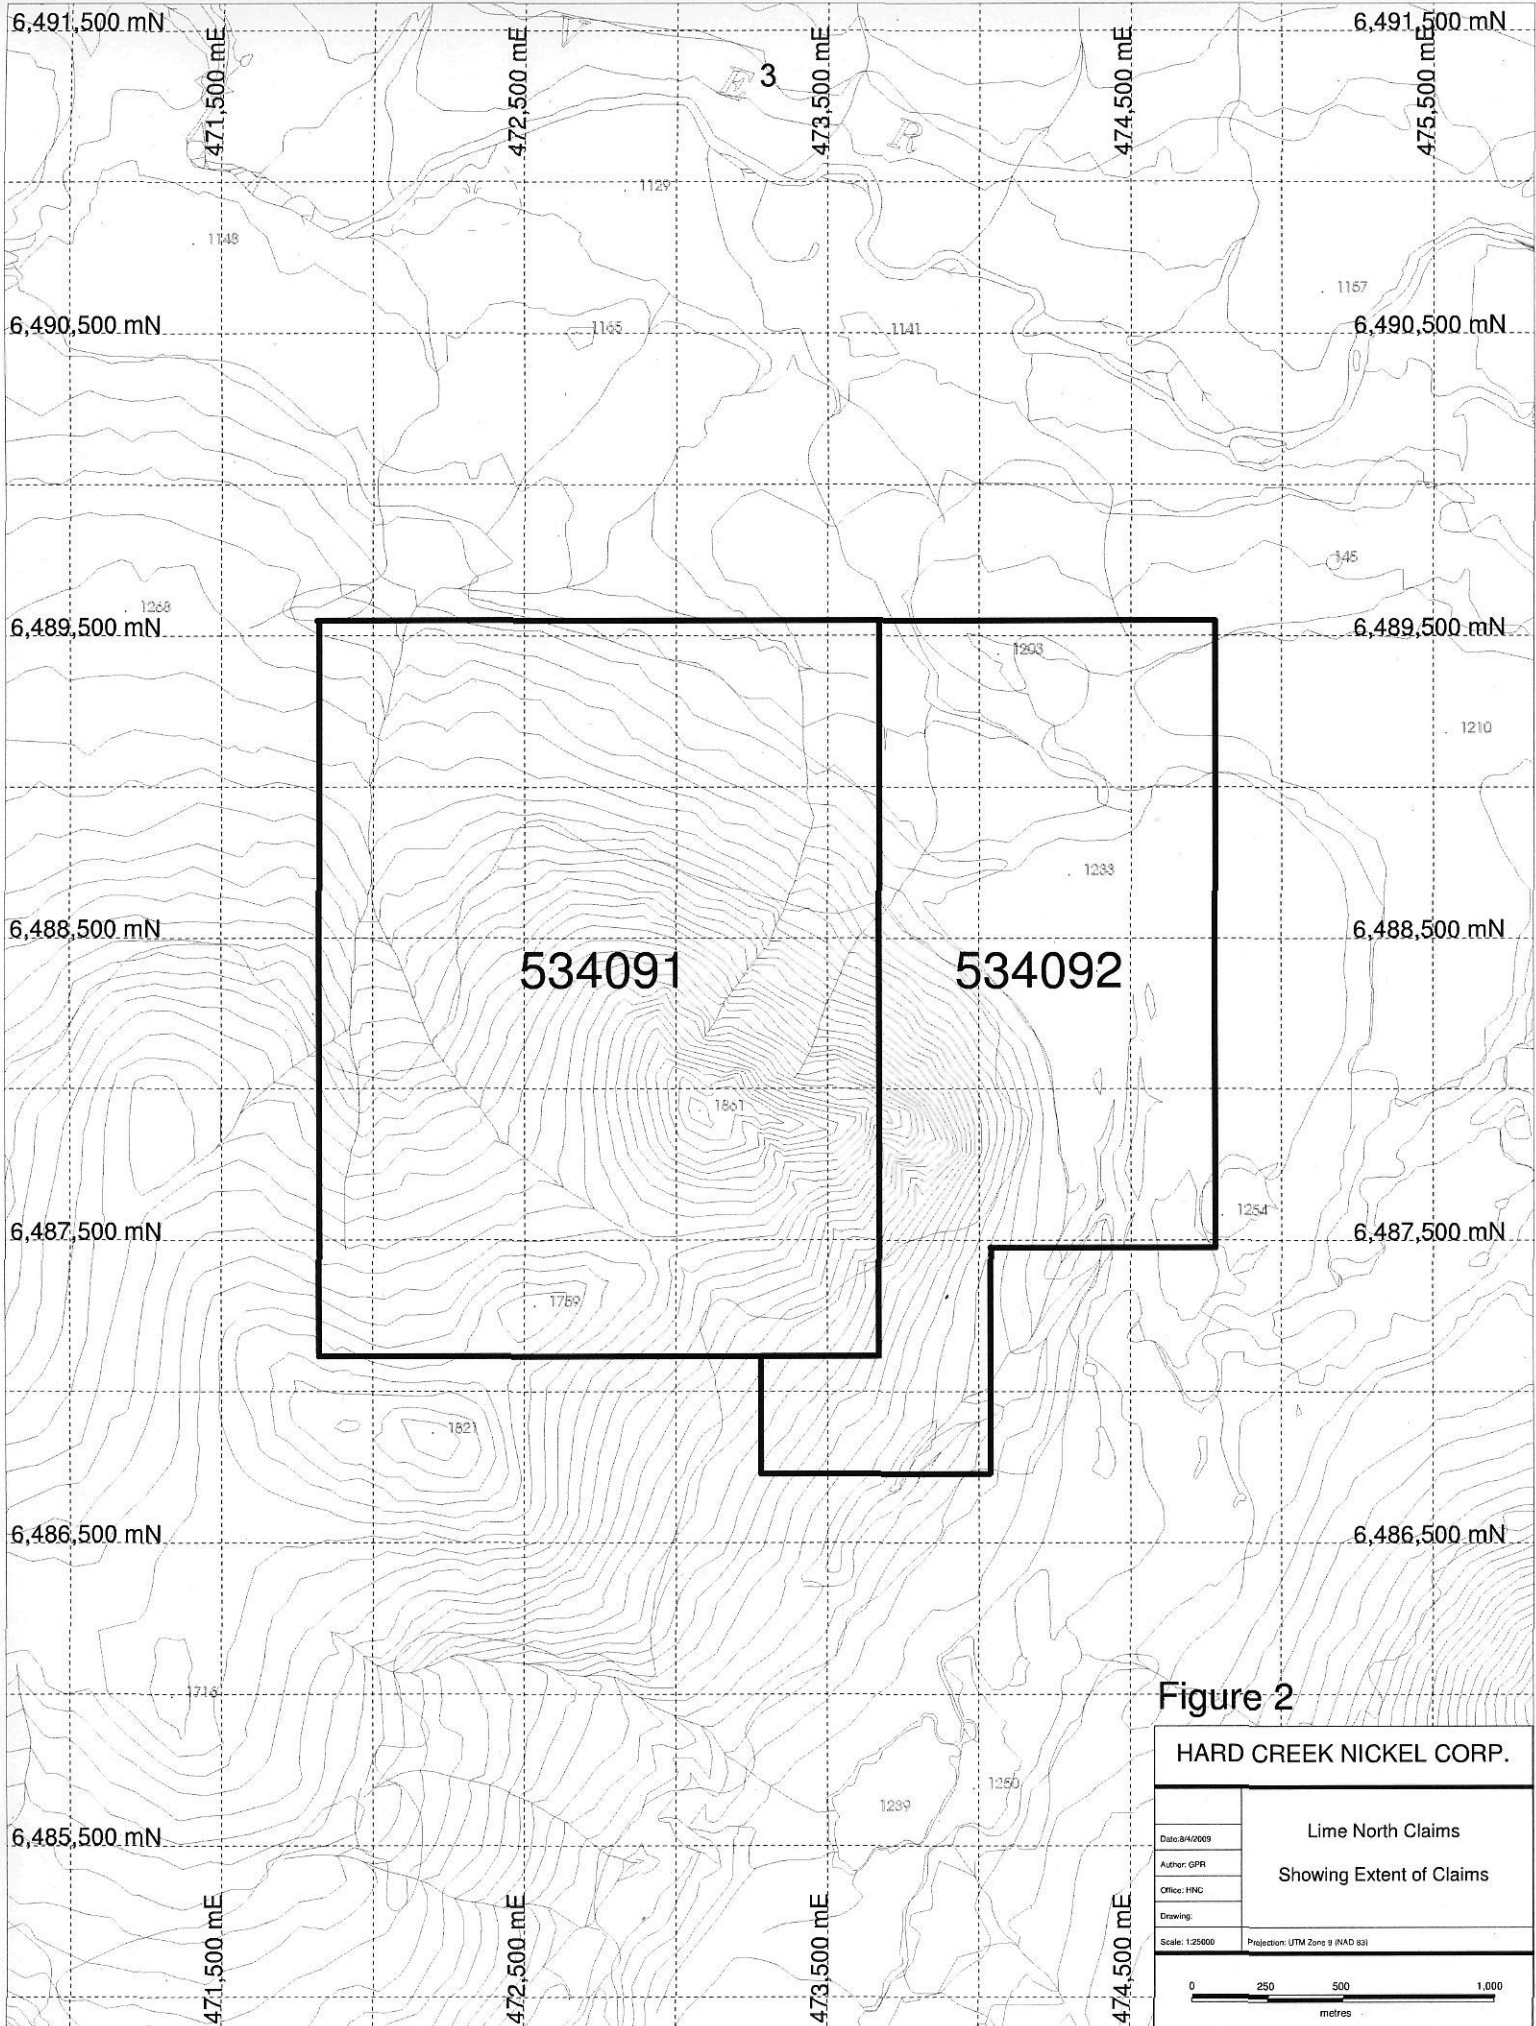 6,491,500 mN
6,491,500 mN
471,500 mE
472,500 mE
473,500 mE
474,500 mE
475,500 mE
V
E
3
R
1129
1148
1157
6,490,500 mN
1165
1141
6,490,500 mN
145
1268
6,489,500 mN
6,489,500 mN
1203
1210
1233
6,488,500 mN
6,488,500 mN
534091
534092
1861
1254
6,487,500 mN
6,487,500 mN
1759
1821
6,486,500 mN
6,486,500 mN
1716
Figure 2
HARD CREEK NICKEL CORP.
1250
1239
6,485,500 mN
Lime North Claims
Showing Extent of Claims
Date:8/4/2009
Author: GPR
Office: HNC
Drawing:
Scale: 1:25000
Projection: UTM Zone 9 (NAD 83)
471,500 mE
472,500 mE
473,500 mE
474,500 mE
0 250 500 1,000
metres